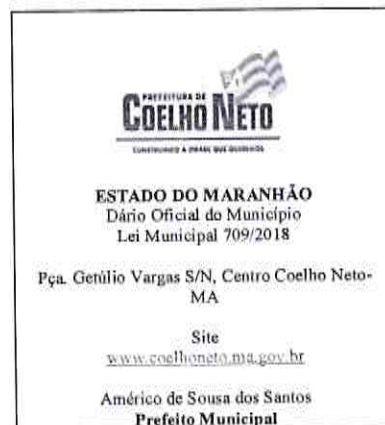 PREFEITURA DE
COELHO NETO
ESTADO DO MARANHÃO
Dário Oficial do Município
Lei Municipal 709/2018
Pça. Getúlio Vargas S/N, Centro Coelho Neto-
MA
Site
www.coelhoneto.ma.gov.br
Américo de Sousa dos Santos
Prefeito Municipal